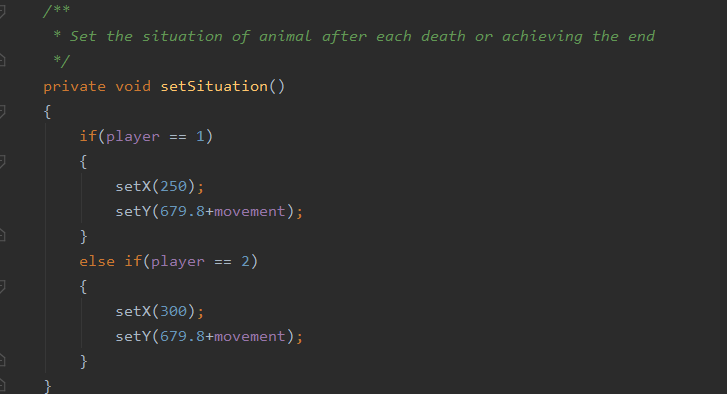 /**
 * Set the situation of animal after each death or achieving the end
 */
private void setSituation()
{
    if(player == 1)
    {
        setX(250);
        setY(679.8+movement);
    }
    else if(player == 2)
    {
        setX(300);
        setY(679.8+movement);
    }
}